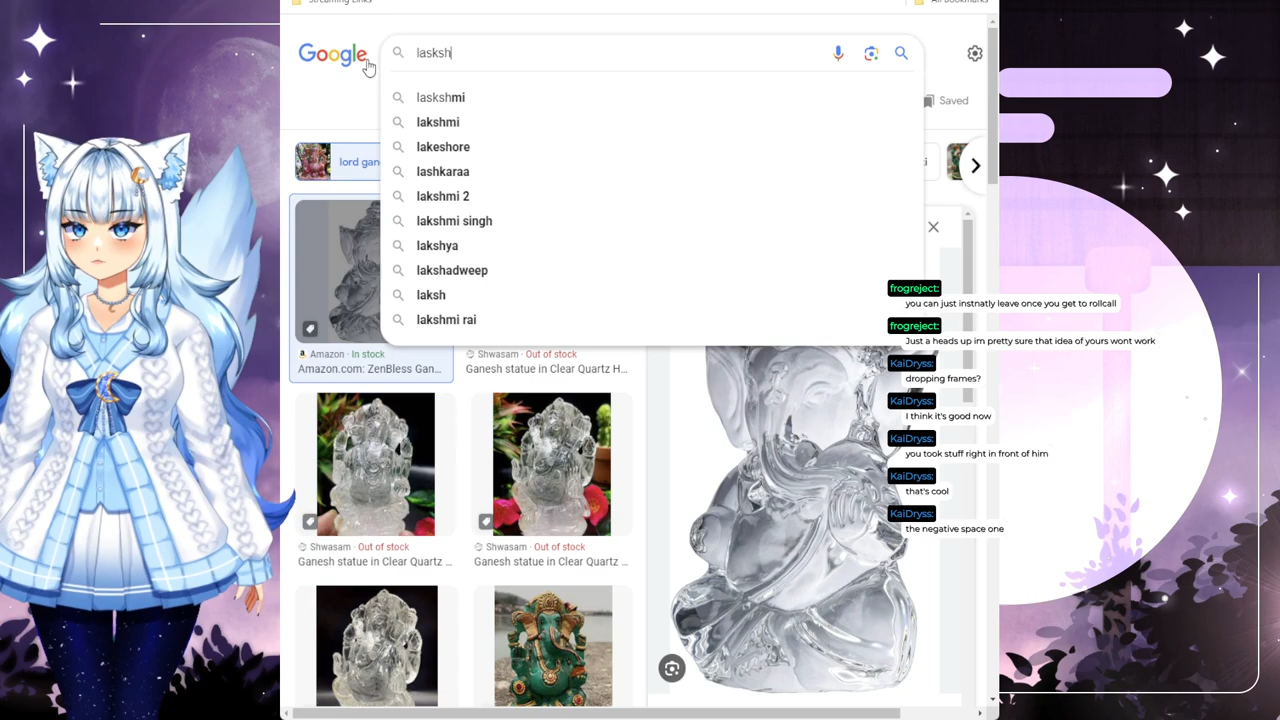 Streaming Links
All Bookmarks
Google
lasksh
laskshmi
lakshmi
lakeshore
lashkaraa
lakshmi 2
lakshmi singh
lakshya
lakshadweep
laksh
lakshmi rai
Saved
lord gan
Amazon · In stock
Amazon.com: ZenBless Gan...
Shwasam · Out of stock
Ganesh statue in Clear Quartz H...
Shwasam · Out of stock
Ganesh statue in Clear Quartz ...
Shwasam · Out of stock
Ganesh statue in Clear Quartz ...
frogreject:
you can just instnatly leave once you get to rollcall
frogreject:
Just a heads up im pretty sure that idea of yours wont work
KaiDryss:
dropping frames?
KaiDryss:
I think it's good now
KaiDryss:
you took stuff right in front of him
KaiDryss:
that's cool
KaiDryss:
the negative space one